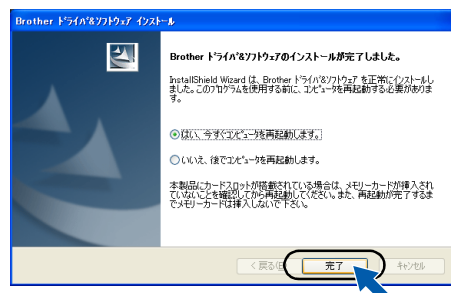 Brother ﾄﾞﾗｲﾊﾞ&ｿﾌﾄｳｪｱ ｲﾝｽﾄｰﾙ
Brother ﾄﾞﾗｲﾊﾞ&ｿﾌﾄｳｪｱのインストールが完了しました。
InstallShield Wizard は、Brother ﾄﾞﾗｲﾊﾞ&ｿﾌﾄｳｪｱ を正常にｲﾝｽﾄｰﾙし
ました。このﾌﾟﾛｸﾞﾗﾑを使用する前に、ｺﾝﾋﾟｭｰﾀを再起動する必要がありま
す。
はい、今すぐｺﾝﾋﾟｭｰﾀを再起動します。
いいえ、後でｺﾝﾋﾟｭｰﾀを再起動します。
本製品にカードスロットが搭載されている場合は、メモリーカードが挿入され
ていないことを確認してから再起動してください。また、再起動が完了するま
でメモリーカードは挿入しないで下さい。
< 戻る(B)
完了
ｷｬﾝｾﾙ